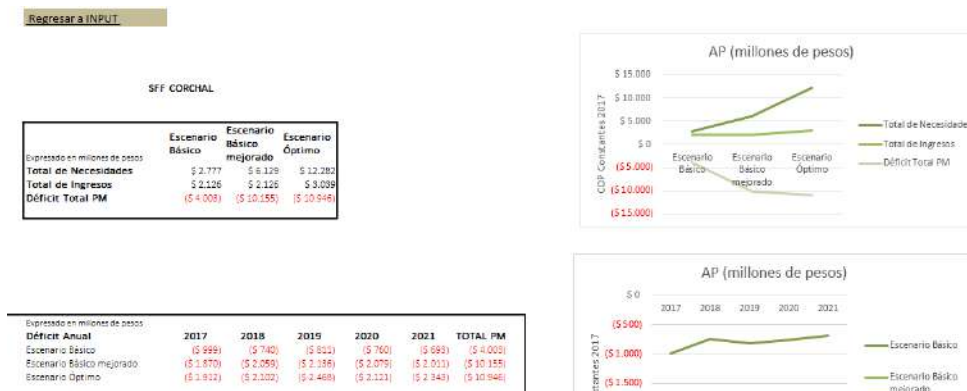 Regresar a INPUT
SFF CORCHAL
Expresado en millones de pesos
Escenario Básico
Escenario Básico mejorado
Escenario Óptimo
Total de Necesidades $ 2.777 $ 6.129 $ 12.282
Total de Ingresos $ 2.126 $ 2.126 $ 3.039
Déficit Total PM ($ 4.003) ($ 10.155) ($ 10.946)
AP (millones de pesos)
COP Constantes 2017
$ 15.000
$ 10.000
$ 5.000
$ 0
($ 5.000)
($ 10.000)
($ 15.000)
Escenario Básico
Escenario Básico mejorado
Escenario Óptimo
Total de Necesidade
Total de Ingresos
Déficit Total PM
Expresado en millones de pesos
Déficit Anual 2017 2018 2019 2020 2021 TOTAL PM
Escenario Básico ($ 999) ($ 740) ($ 811) ($ 760) ($ 693) ($ 4.003)
Escenario Básico mejorado ($ 1.870) ($ 2.059) ($ 2.136) ($ 2.079) ($ 2.011) ($ 10.155)
Escenario Óptimo ($ 1.912) ($ 2.102) ($ 2.468) ($ 2.121) ($ 2.343) ($ 10.946)
AP (millones de pesos)
$ 0
2017 2018 2019 2020 2021
($ 500)
($ 1.000)
($ 1.500)
stantes 2017
Escenario Básico
Escenario Básico
mejorado